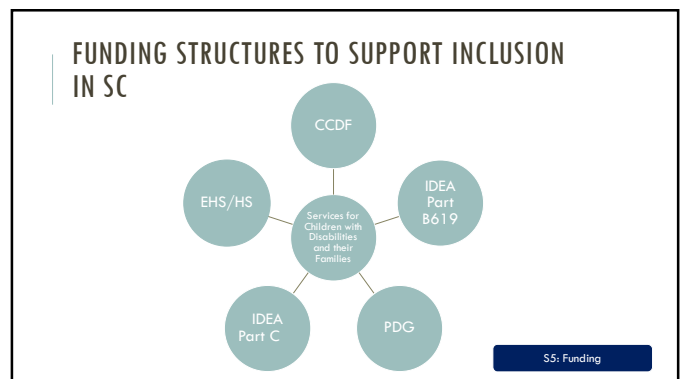 FUNDING STRUCTURES TO SUPPORT INCLUSION
IN SC
CCDF
EHS/HS
IDEA
Part
B619
Services for
Children with
Disabilities
and their
Families
IDEA
Part C
PDG
S5: Funding